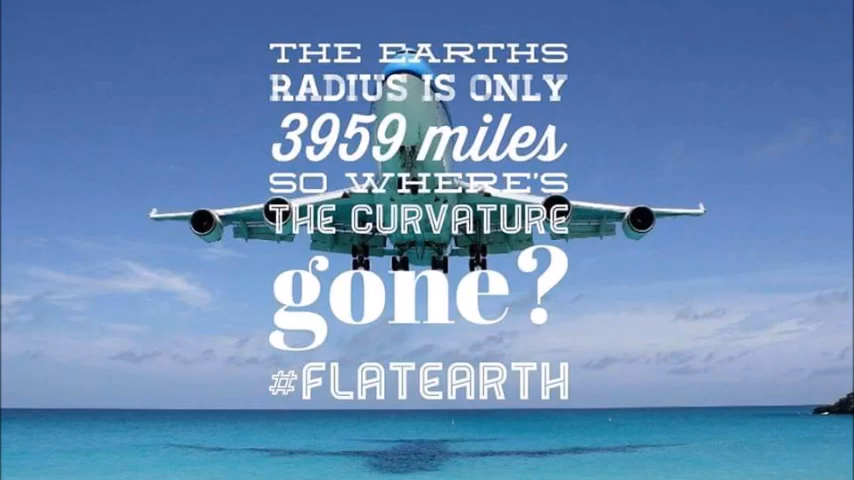 THE EARTHS
RADIUS IS ONLY
3959 miles
SO WHERE'S
THE CURVATURE
gone?
#FLATEARTH